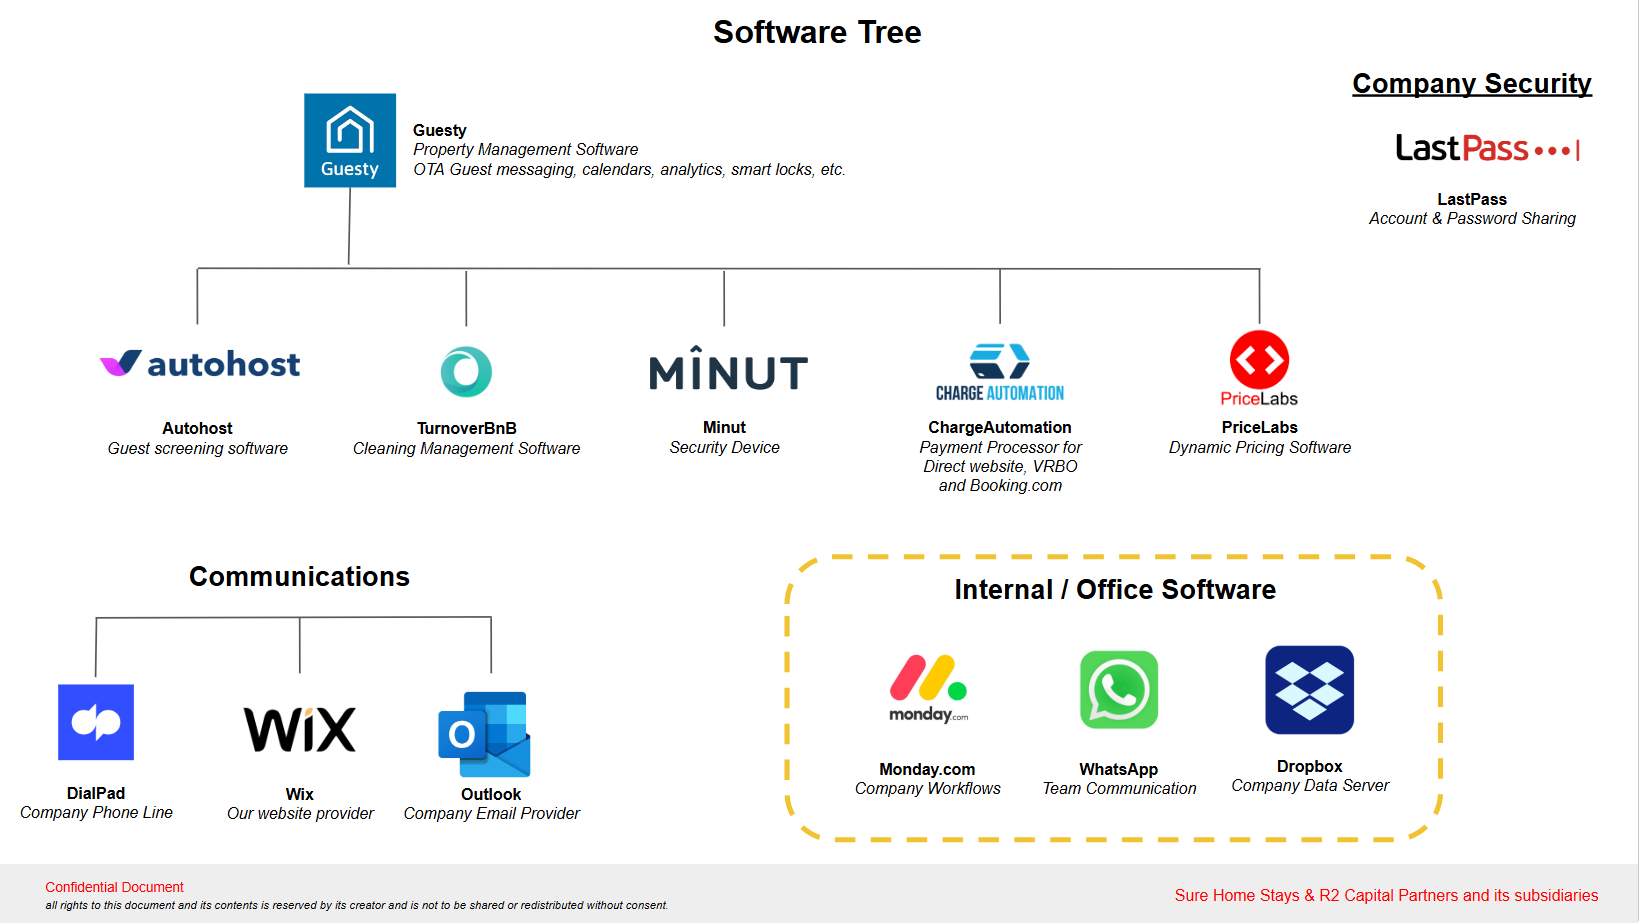 Software Tree
Company Security
Guesty
Guesty
Property Management Software
OTA Guest messaging, calendars, analytics, smart locks, etc.
LastPass
LastPass
Account & Password Sharing
autohost
MÎNUT
CHARGE AUTOMATION
PriceLabs
Autohost
Guest screening software
TurnoverBnB
Cleaning Management Software
Minut
Security Device
ChargeAutomation
Payment Processor for
Direct website, VRBO
and Booking.com
PriceLabs
Dynamic Pricing Software
Communications
dp
WiX
O
DialPad
Company Phone Line
Wix
Our website provider
Outlook
Company Email Provider
Internal / Office Software
monday.com
Monday.com
Company Workflows
WhatsApp
Team Communication
Dropbox
Company Data Server
Confidential Document
all rights to this document and its contents is reserved by its creator and is not to be shared or redistributed without consent.
Sure Home Stays & R2 Capital Partners and its subsidiaries